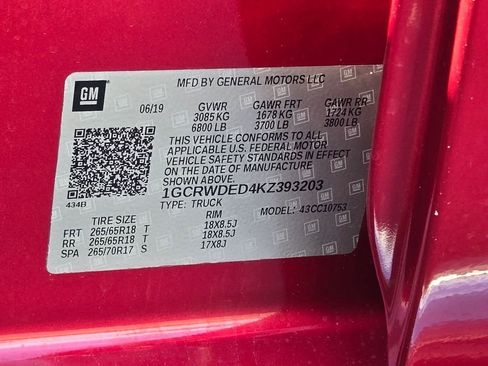 GM
MFD BY GENERAL MOTORS LLC
06/19 GVWR GAWR FRT GAWR RR
3085 KG 1678 KG 1724 KG
6800 LB 3700 LB 3800 LB
THIS VEHICLE CONFORMS TO ALL
APPLICABLE U.S. FEDERAL MOTOR
VEHICLE SAFETY AND THEFT PREVENTION
STANDARDS IN EFFECT ON THE DATE
OF MANUFACTURE SHOWN ABOVE.
1GCRWDED4KZ393203
434B
TYPE: TRUCK MODEL: 43CC10753
TIRE SIZE RIM
FRT 265/65R18 T 18X8.5J
RR 265/65R18 T 18X8.5J
SPA 265/70R17 S 17X8J